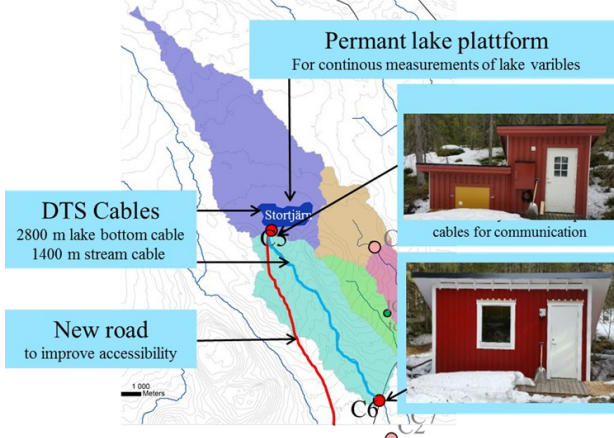 Permant lake plattform
For continous measurements of lake varibles
Stortjärn
DTS Cables
2800 m lake bottom cable
1400 m stream cable
C5
cables for communication
New road
to improve accessibility
1 000
Meters
C6
C2